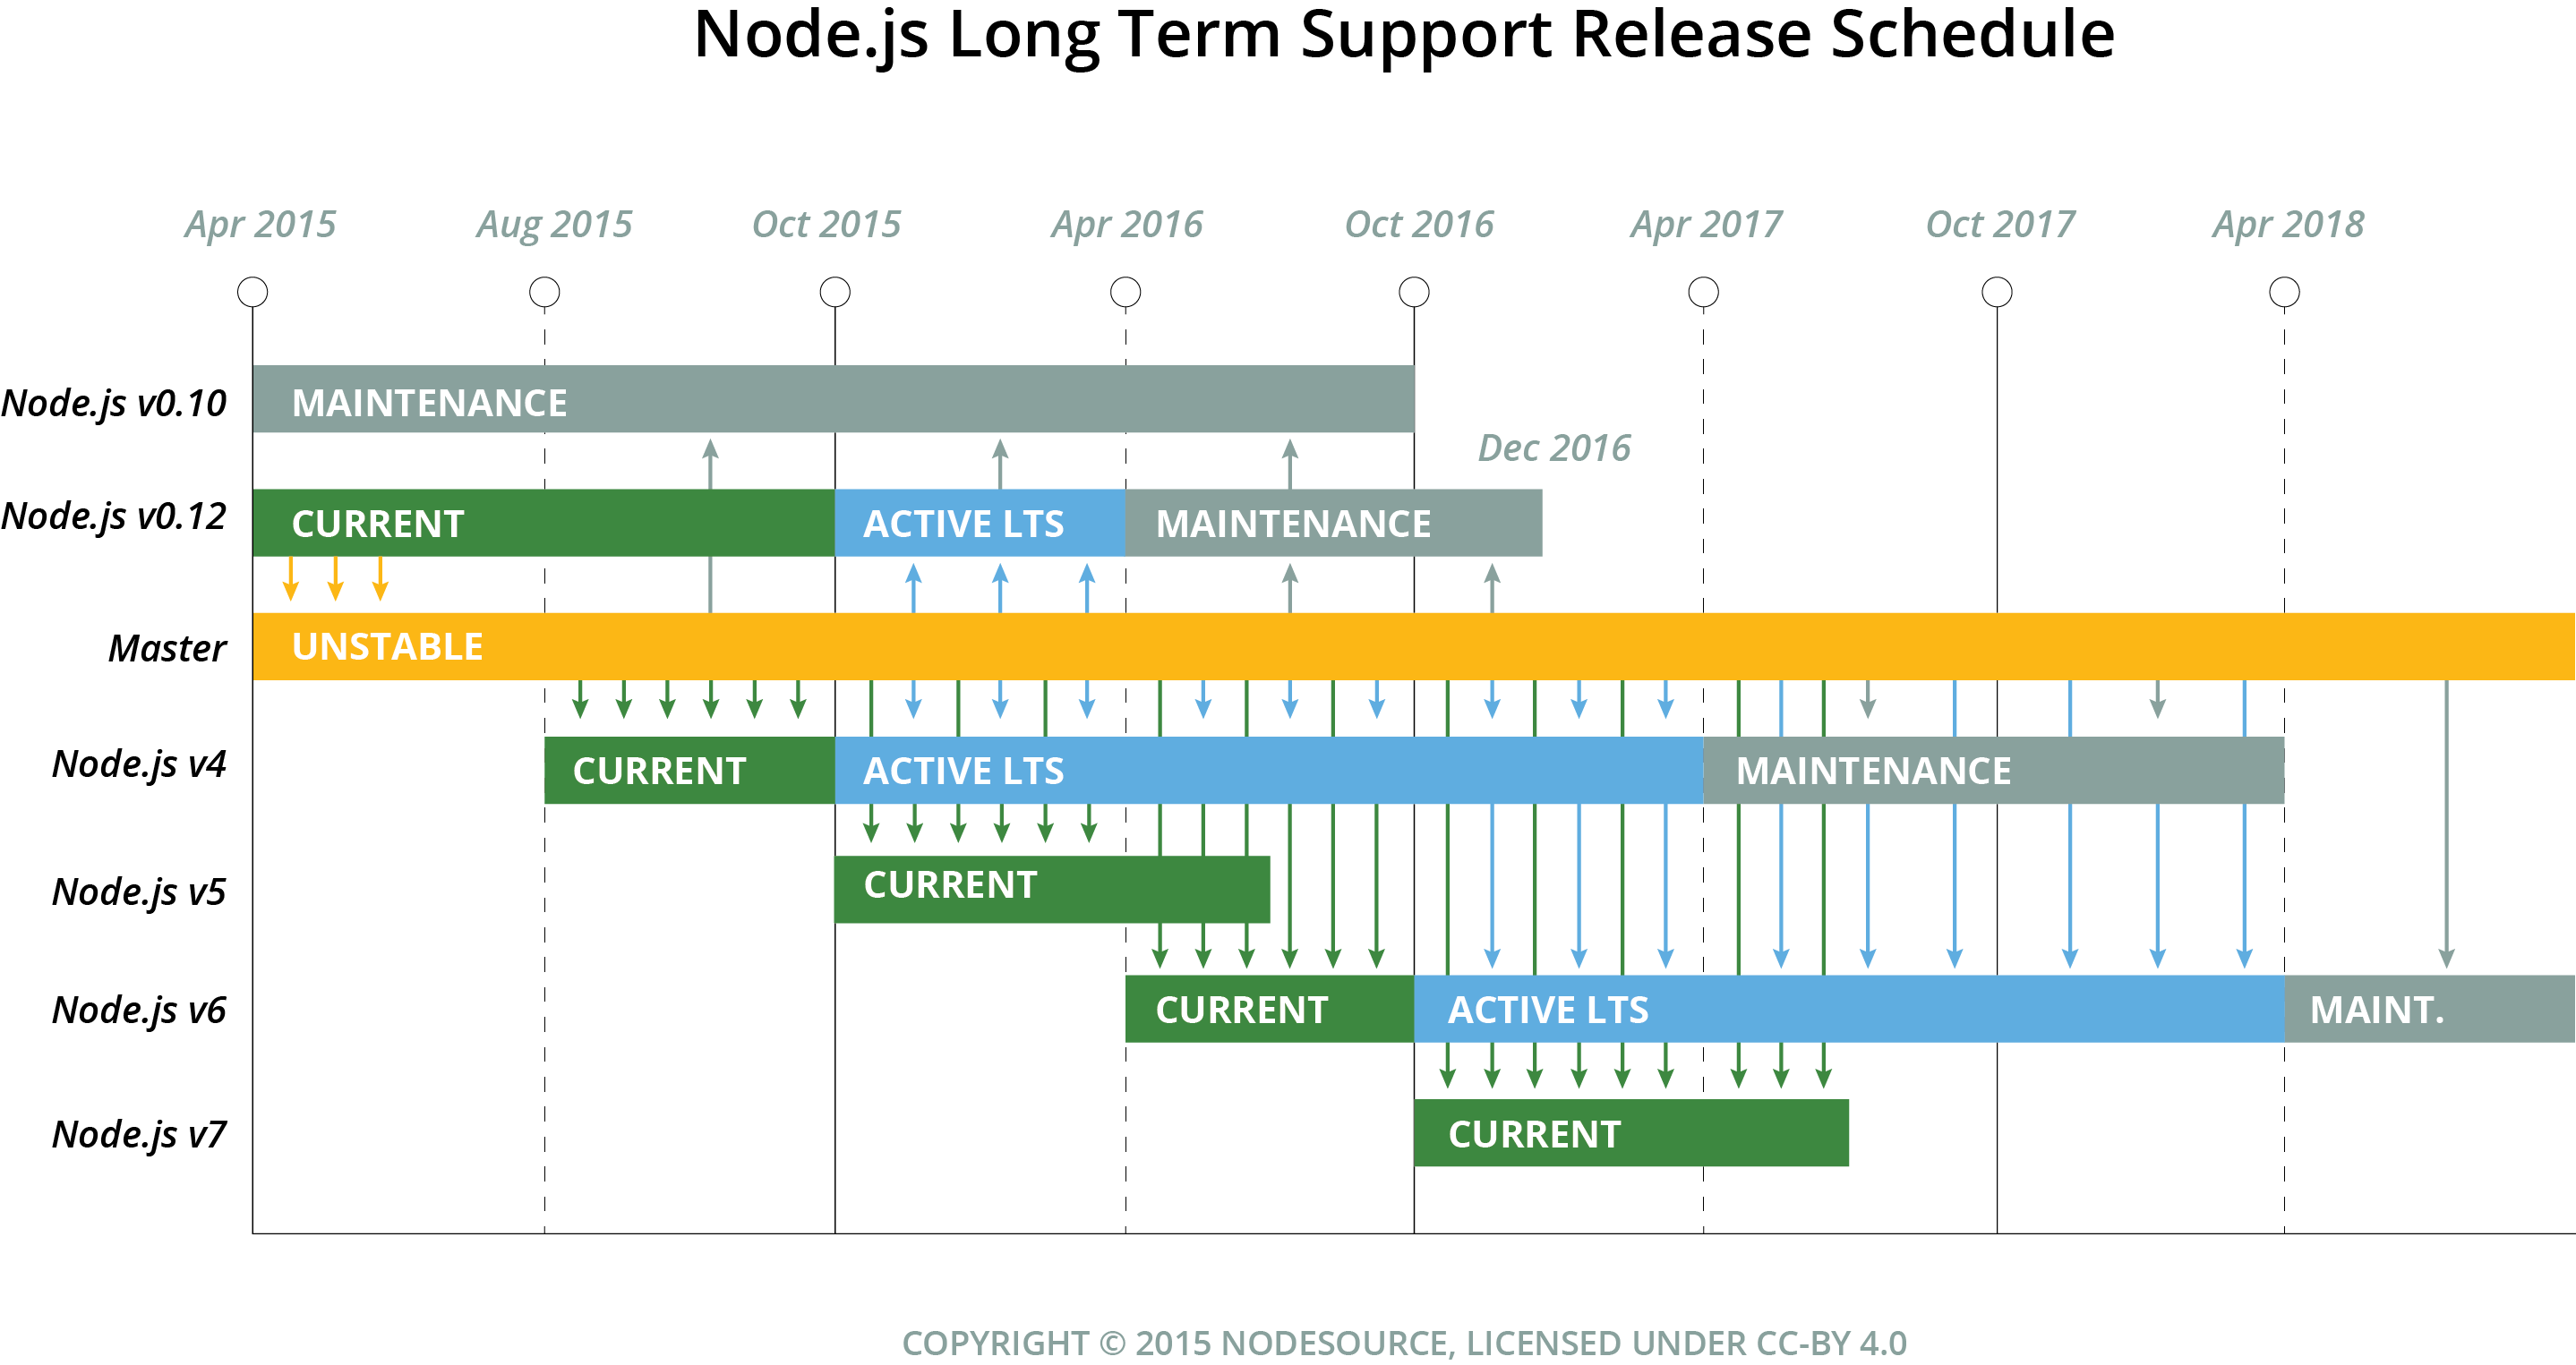 Node.js Long Term Support Release Schedule
Apr 2015 Aug 2015 Oct 2015 Apr 2016 Oct 2016 Apr 2017 Oct 2017 Apr 2018
Node.js v0.10 MAINTENANCE
Dec 2016
Node.js v0.12 CURRENT ACTIVE LTS MAINTENANCE
Master UNSTABLE
Node.js v4 CURRENT ACTIVE LTS MAINTENANCE
Node.js v5 CURRENT
Node.js v6 CURRENT ACTIVE LTS MAINT.
Node.js v7 CURRENT
COPYRIGHT © 2015 NODESOURCE, LICENSED UNDER CC-BY 4.0